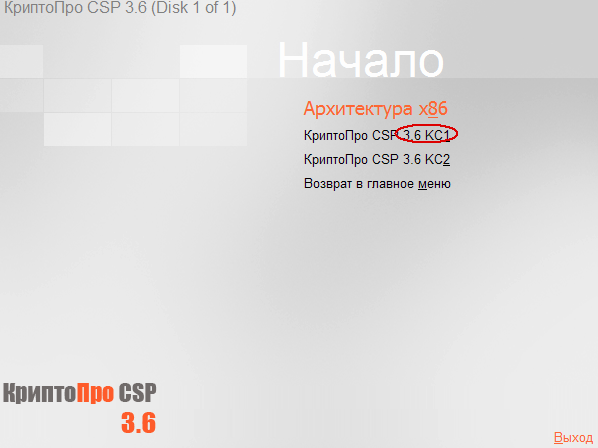 КриптоПро CSP 3.6 (Disk 1 of 1)
Начало
Архитектура x86
КриптоПро CSP 3.6 КС1
КриптоПро CSP 3.6 КС2
Возврат в главное меню
КриптоПро CSP
3.6
Выход